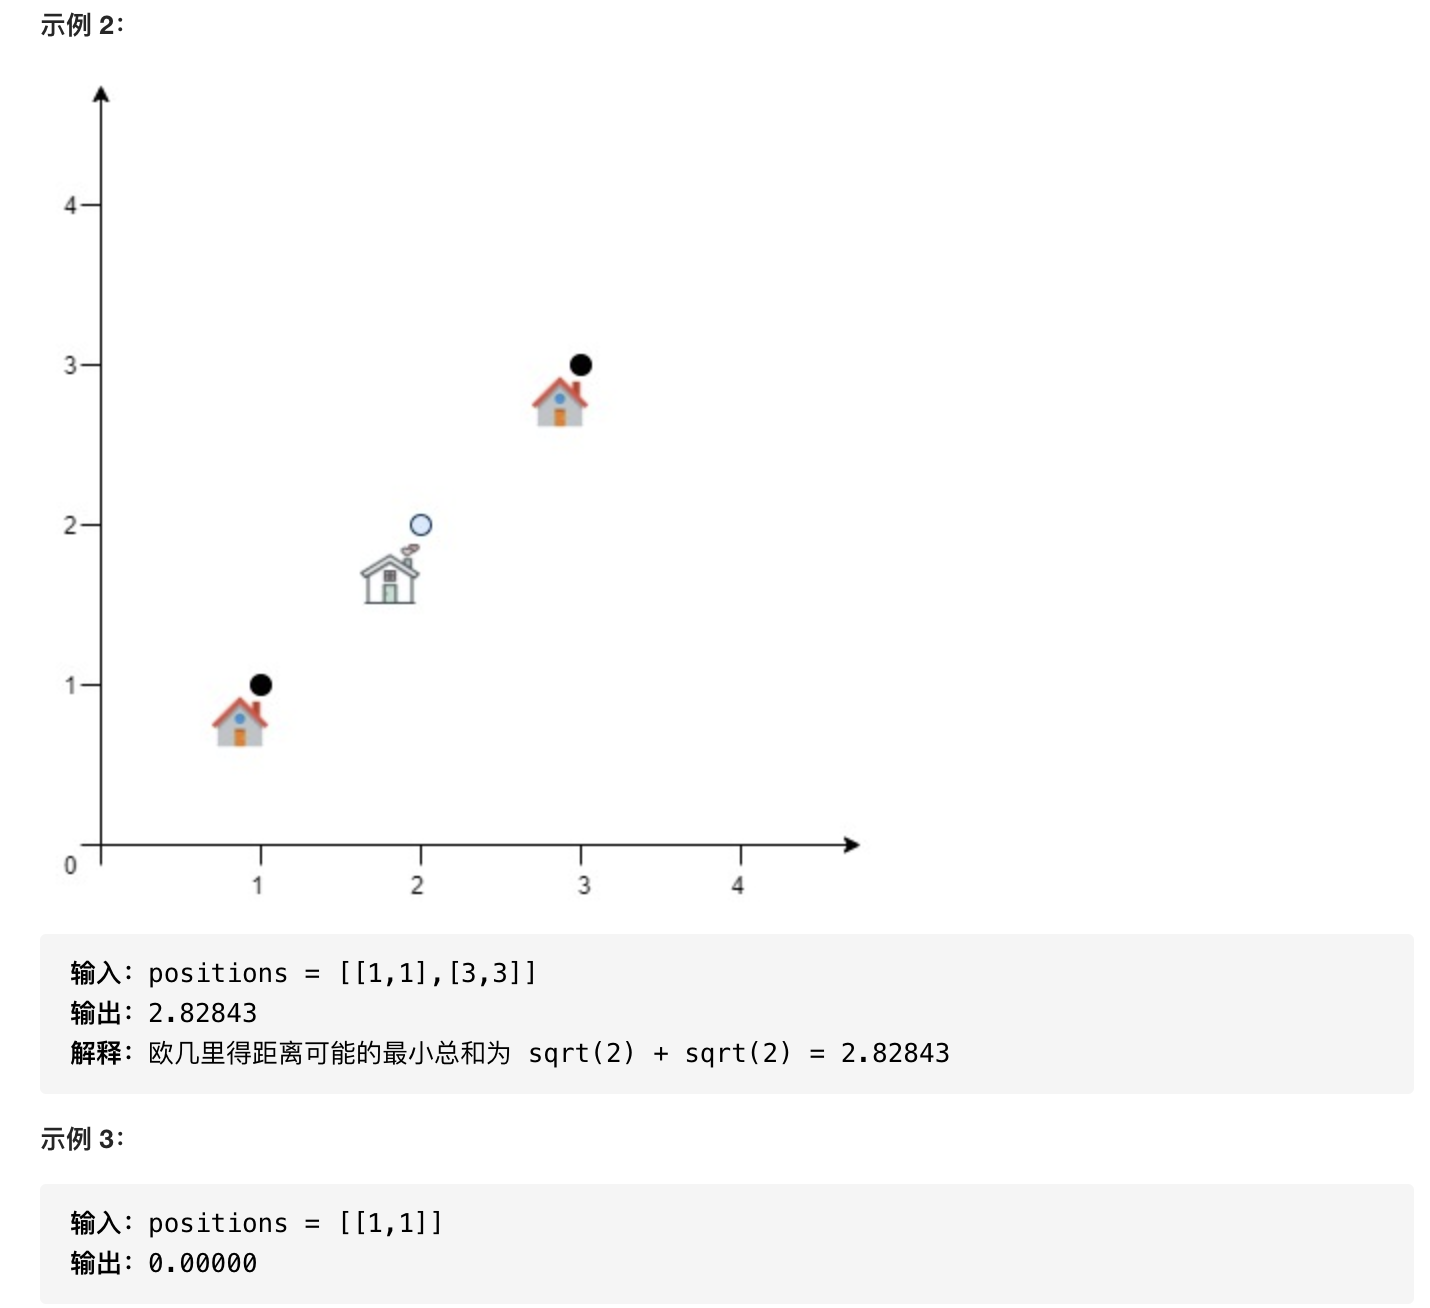 示例 2：
4
3
2
1
0
1 2 3 4
输入：positions = [[1,1],[3,3]]
输出：2.82843
解释：欧几里得距离可能的最小总和为 sqrt(2) + sqrt(2) = 2.82843
示例 3：
输入：positions = [[1,1]]
输出：0.00000